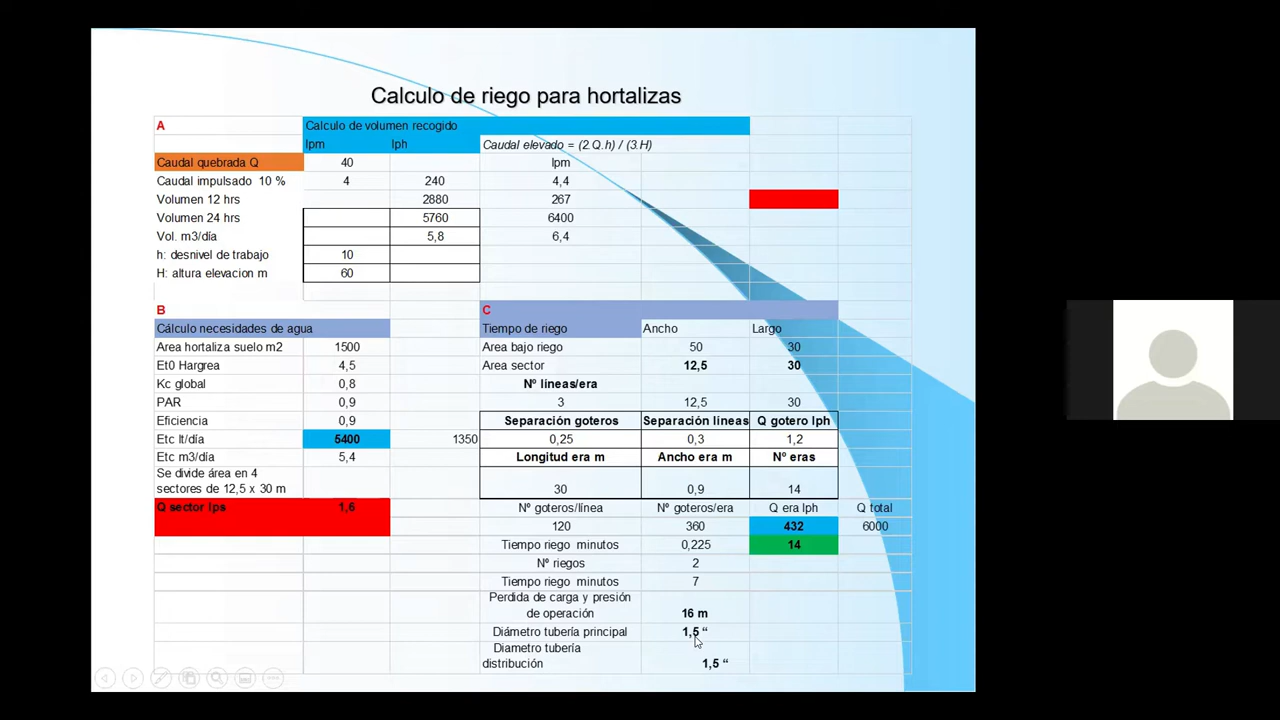 Calculo de riego para hortalizas
A Calculo de volumen recogido
lpm lph Caudal elevado = (2.Q.h) / (3.H)
Caudal quebrada Q 40 lpm
Caudal impulsado 10 % 4 240 4,4
Volumen 12 hrs 2880 267
Volumen 24 hrs 5760 6400
Vol. m3/día 5,8 6,4
h: desnivel de trabajo 10
H: altura elevacion m 60
B C
Cálculo necesidades de agua Tiempo de riego Ancho Largo
Area hortaliza suelo m2 1500 Area bajo riego 50 30
Et0 Hargrea 4,5 Area sector 12,5 30
Kc global 0,8 Nº líneas/era
PAR 0,9 3 12,5 30
Eficiencia 0,9 Separación goteros Separación líneas Q gotero lph
Etc lt/día 5400 1350 0,25 0,3 1,2
Etc m3/día 5,4 Longitud era m Ancho era m Nº eras
Se divide área en 4
sectores de 12,5 x 30 m 30 0,9 14
Q sector lps 1,6 Nº goteros/línea Nº goteros/era Q era lph Q total
120 360 432 6000
Tiempo riego minutos 0,225 14
Nº riegos 2
Tiempo riego minutos 7
Perdida de carga y presión
de operación 16 m
Diámetro tubería principal 1,5 “
Diametro tubería
distribución 1,5 “